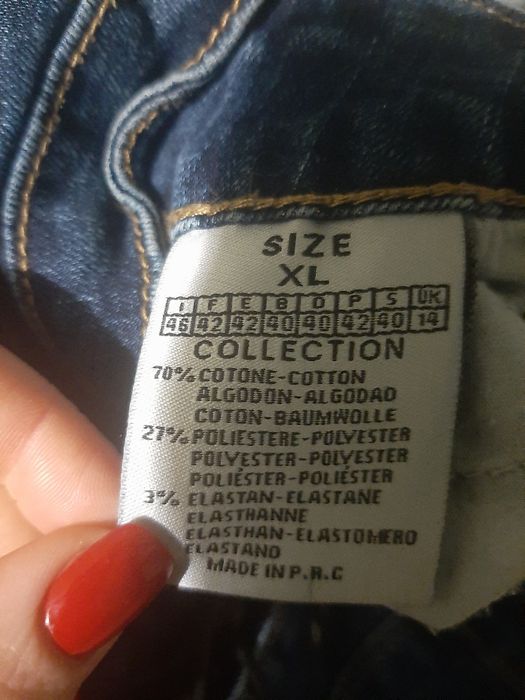 SIZE
XL
I F E B D P S UK
46 42 42 40 40 42 40 14
COLLECTION
70% COTONE-COTTON
ALGODON-ALGODAO
COTON-BAUMWOLLE
27% POLIESTERE-POLYESTER
POLYESTER-POLYESTER
POLIÉSTER-POLIÉSTER
3% ELASTAN-ELASTANE
ELASTHANNE
ELASTHAN-ELASTOMERO
ELASTANO
MADE IN P.R.C